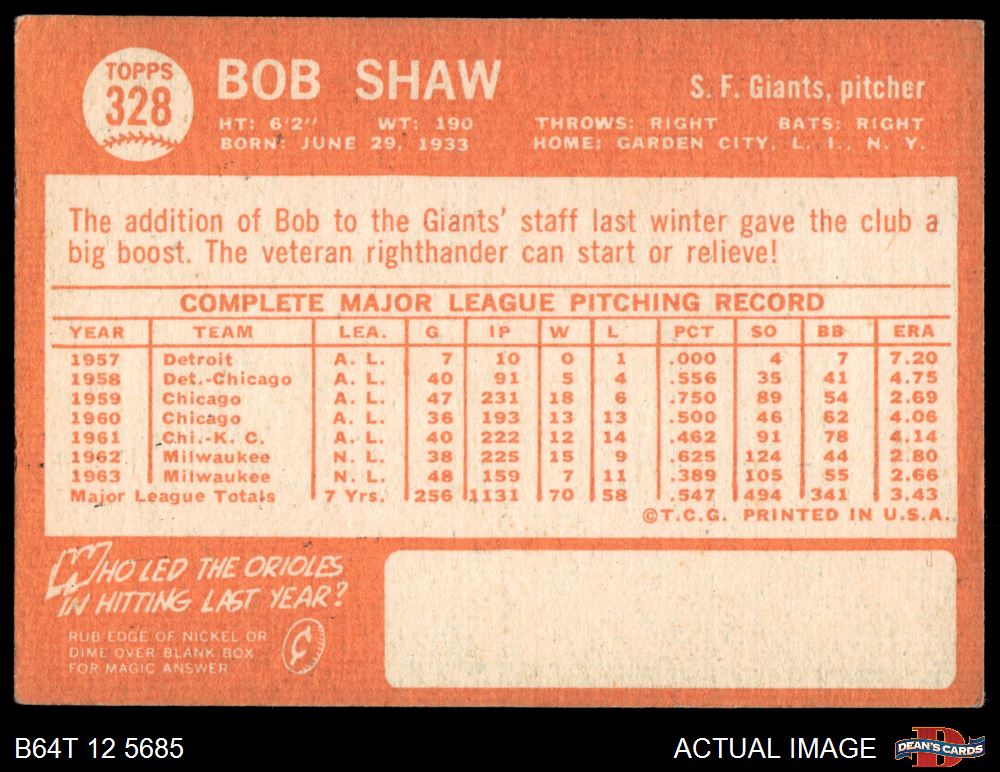 TOPPS
328
BOB SHAW
S. F. Giants, pitcher
HT: 6'2" WT: 190 THROWS: RIGHT BATS: RIGHT
BORN: JUNE 29, 1933 HOME: GARDEN CITY, L. I., N. Y.
The addition of Bob to the Giants' staff last winter gave the club a
big boost. The veteran righthander can start or relieve!
COMPLETE MAJOR LEAGUE PITCHING RECORD
YEAR TEAM LEA. G IP W L PCT SO BB ERA
1957 Detroit A. L. 7 10 0 1 .000 4 7 7.20
1958 Det.-Chicago A. L. 40 91 5 4 .556 35 41 4.75
1959 Chicago A. L. 47 231 18 6 .750 89 54 2.69
1960 Chicago A. L. 36 193 13 13 .500 46 62 4.06
1961 Chi.-K. C. A. L. 40 222 12 14 .462 91 78 4.14
1962 Milwaukee N. L. 38 225 15 9 .625 124 44 2.80
1963 Milwaukee N. L. 48 159 7 11 .389 105 55 2.66
Major League Totals 7 Yrs. 256 1131 70 58 .547 494 341 3.43
©T.C.G. PRINTED IN U.S.A.
WHO LED THE ORIOLES
IN HITTING LAST YEAR?
RUB EDGE OF NICKEL OR
DIME OVER BLANK BOX
FOR MAGIC ANSWER
¢
B64T 12 5685
ACTUAL IMAGE
D
DEAN'S CARDS